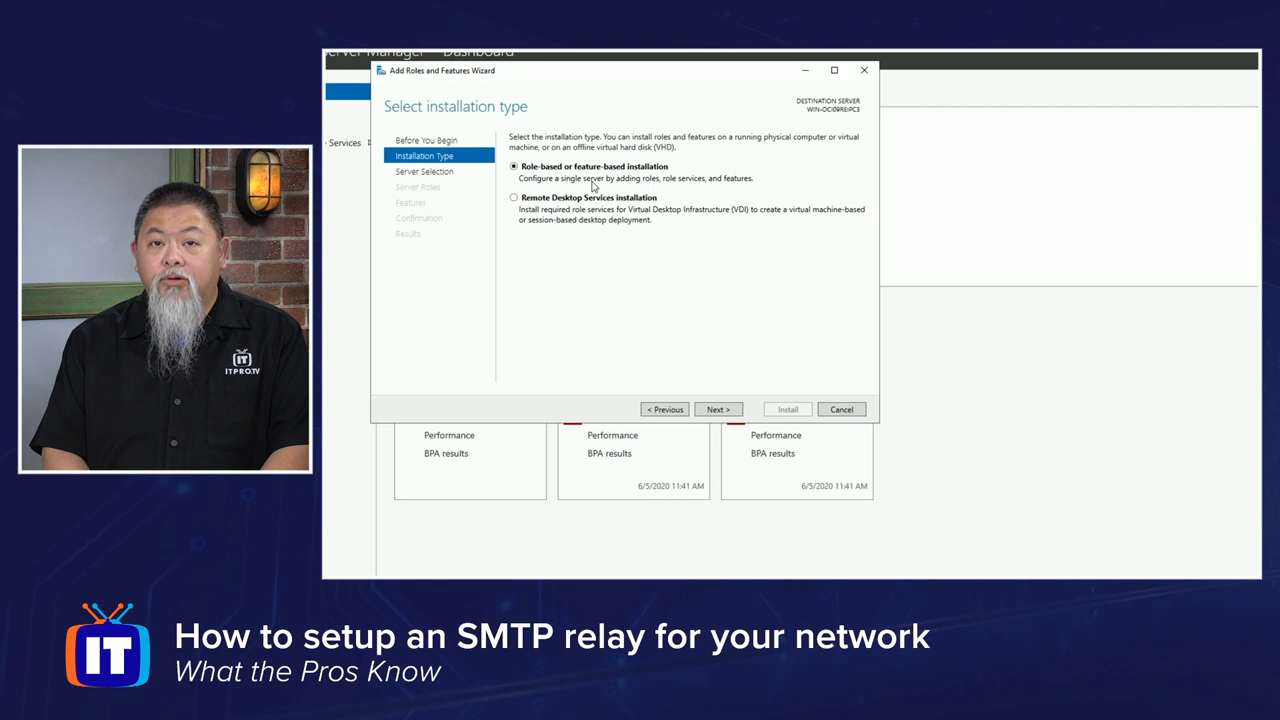 Server Manager Dashboard
Add Roles and Features Wizard
Select installation type
DESTINATION SERVER
Before You Begin
Installation Type
Server Selection
Server Roles
Features
Confirmation
Results
Select the installation type. You can install roles and features on a running physical computer or virtual
machine, or on an offline virtual hard disk (VHD).
Role-based or feature-based installation
Configure a single server by adding roles, role services, and features.
Remote Desktop Services installation
Install required role services for Virtual Desktop Infrastructure (VDI) to create a virtual machine-based
or session-based desktop deployment.
< Previous
Next >
Install
Cancel
Services
Performance
BPA results
Performance
BPA results
6/5/2020 11:41 AM
Performance
BPA results
6/5/2020 11:41 AM
IT
ITPRO.TV
IT
How to setup an SMTP relay for your network
What the Pros Know